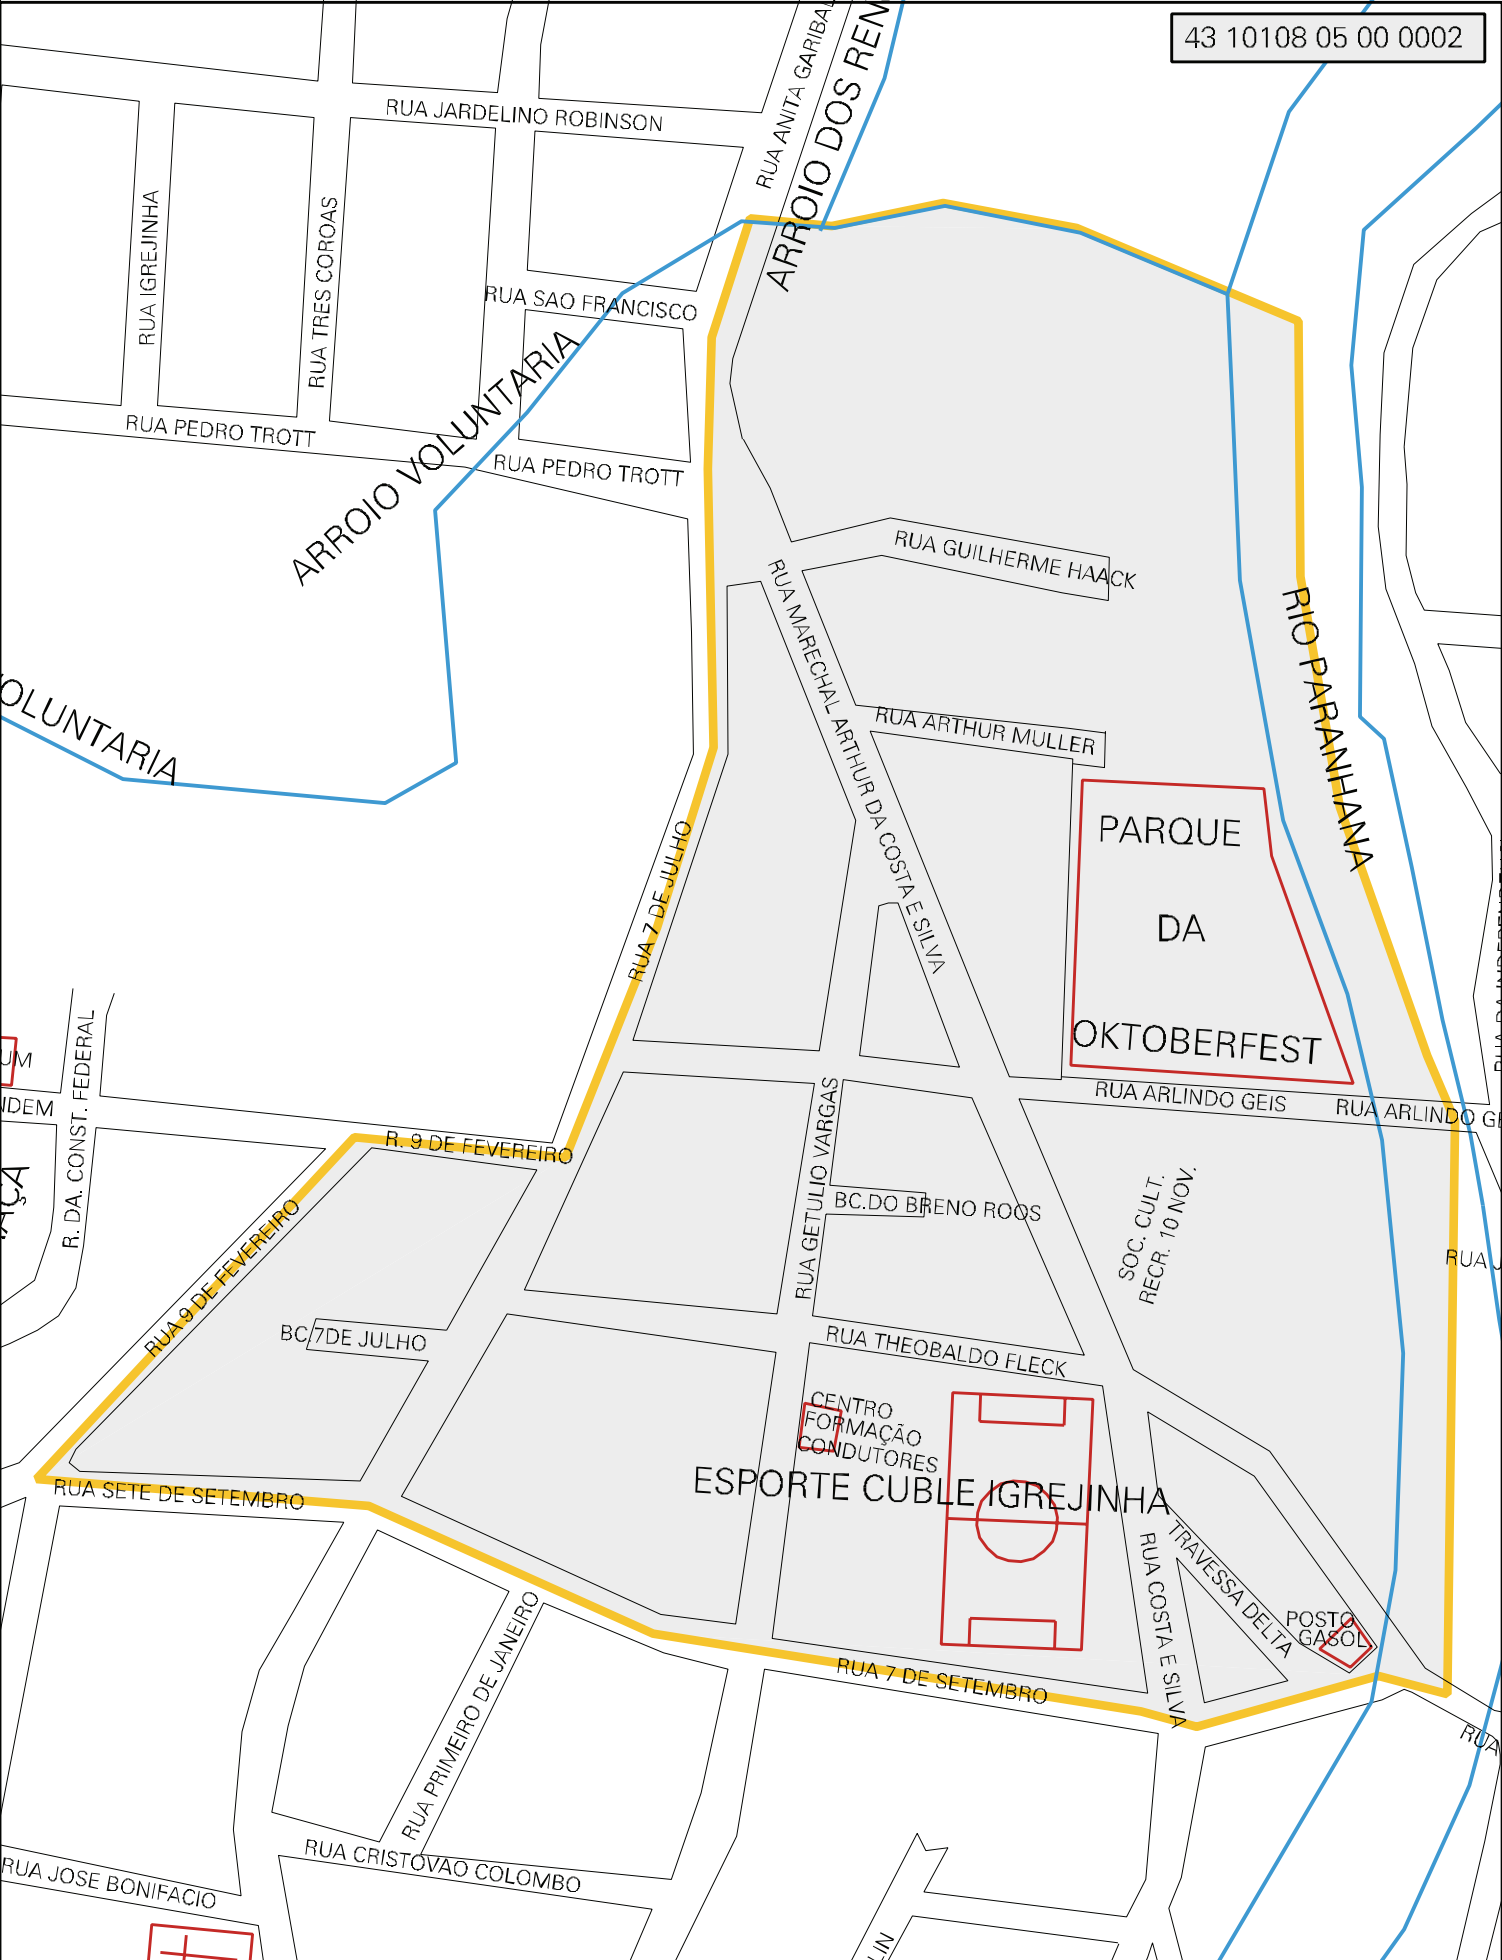 43 10108 05 00 0002
RUA ANITA GARIBAL
ARROIO DOS REN
RUA JARDELINO ROBINSON
RUA IGREJINHA
RUA TRES COROAS
RUA SAO FRANCISCO
ARROIO VOLUNTARIA
RUA PEDRO TROTT
RUA PEDRO TROTT
RUA GUILHERME HAACK
RUA MARECHAL ARTHUR DA COSTA E SILVA
RIO PARANHANA
OLUNTARIA
RUA ARTHUR MULLER
PARQUE
DA
OKTOBERFEST
RUA 7 DE JULHO
UM
NDEM
R. DA. CONST. FEDERAL
AÇA
RUA ARLINDO GEIS
RUA ARLINDO GE
R. 9 DE FEVEREIRO
RUA GETULIO VARGAS
BC.DO BRENO ROOS
SOC. CULT.
RECR. 10 NOV.
RUA J
RUA 9 DE FEVEREIRO
BC.7DE JULHO
RUA THEOBALDO FLECK
CENTRO
FORMAÇÃO
CONDUTORES
ESPORTE CUBLE IGREJINHA
RUA SETE DE SETEMBRO
RUA COSTA E SILVA
TRAVESSA DELTA
POSTO
GASOL
RUA PRIMEIRO DE JANEIRO
RUA 7 DE SETEMBRO
RUA
RUA CRISTOVAO COLOMBO
RUA JOSE BONIFACIO
LIN